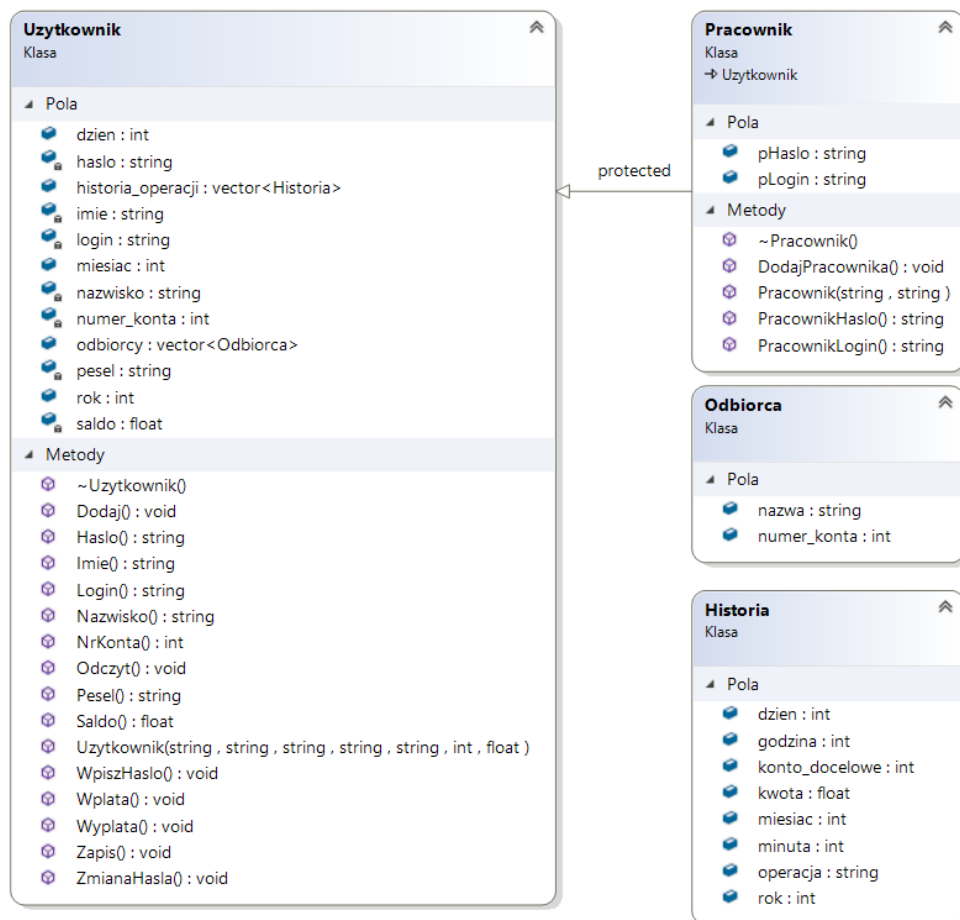 Uzytkownik
Klasa
Pola
dzien : int
haslo : string
historia_operacji : vector<Historia>
imie : string
login : string
miesiac : int
nazwisko : string
numer_konta : int
odbiorcy : vector<Odbiorca>
pesel : string
rok : int
saldo : float
Metody
~Uzytkownik()
Dodaj() : void
Haslo() : string
Imie() : string
Login() : string
Nazwisko() : string
NrKonta() : int
Odczyt() : void
Pesel() : string
Saldo() : float
Uzytkownik(string , string , string , string , string , int , float )
WpiszHaslo() : void
Wplata() : void
Wyplata() : void
Zapis() : void
ZmianaHasla() : void
protected
Pracownik
Klasa
Uzytkownik
Pola
pHaslo : string
pLogin : string
Metody
~Pracownik()
DodajPracownika() : void
Pracownik(string , string )
PracownikHaslo() : string
PracownikLogin() : string
Odbiorca
Klasa
Pola
nazwa : string
numer_konta : int
Historia
Klasa
Pola
dzien : int
godzina : int
konto_docelowe : int
kwota : float
miesiac : int
minuta : int
operacja : string
rok : int